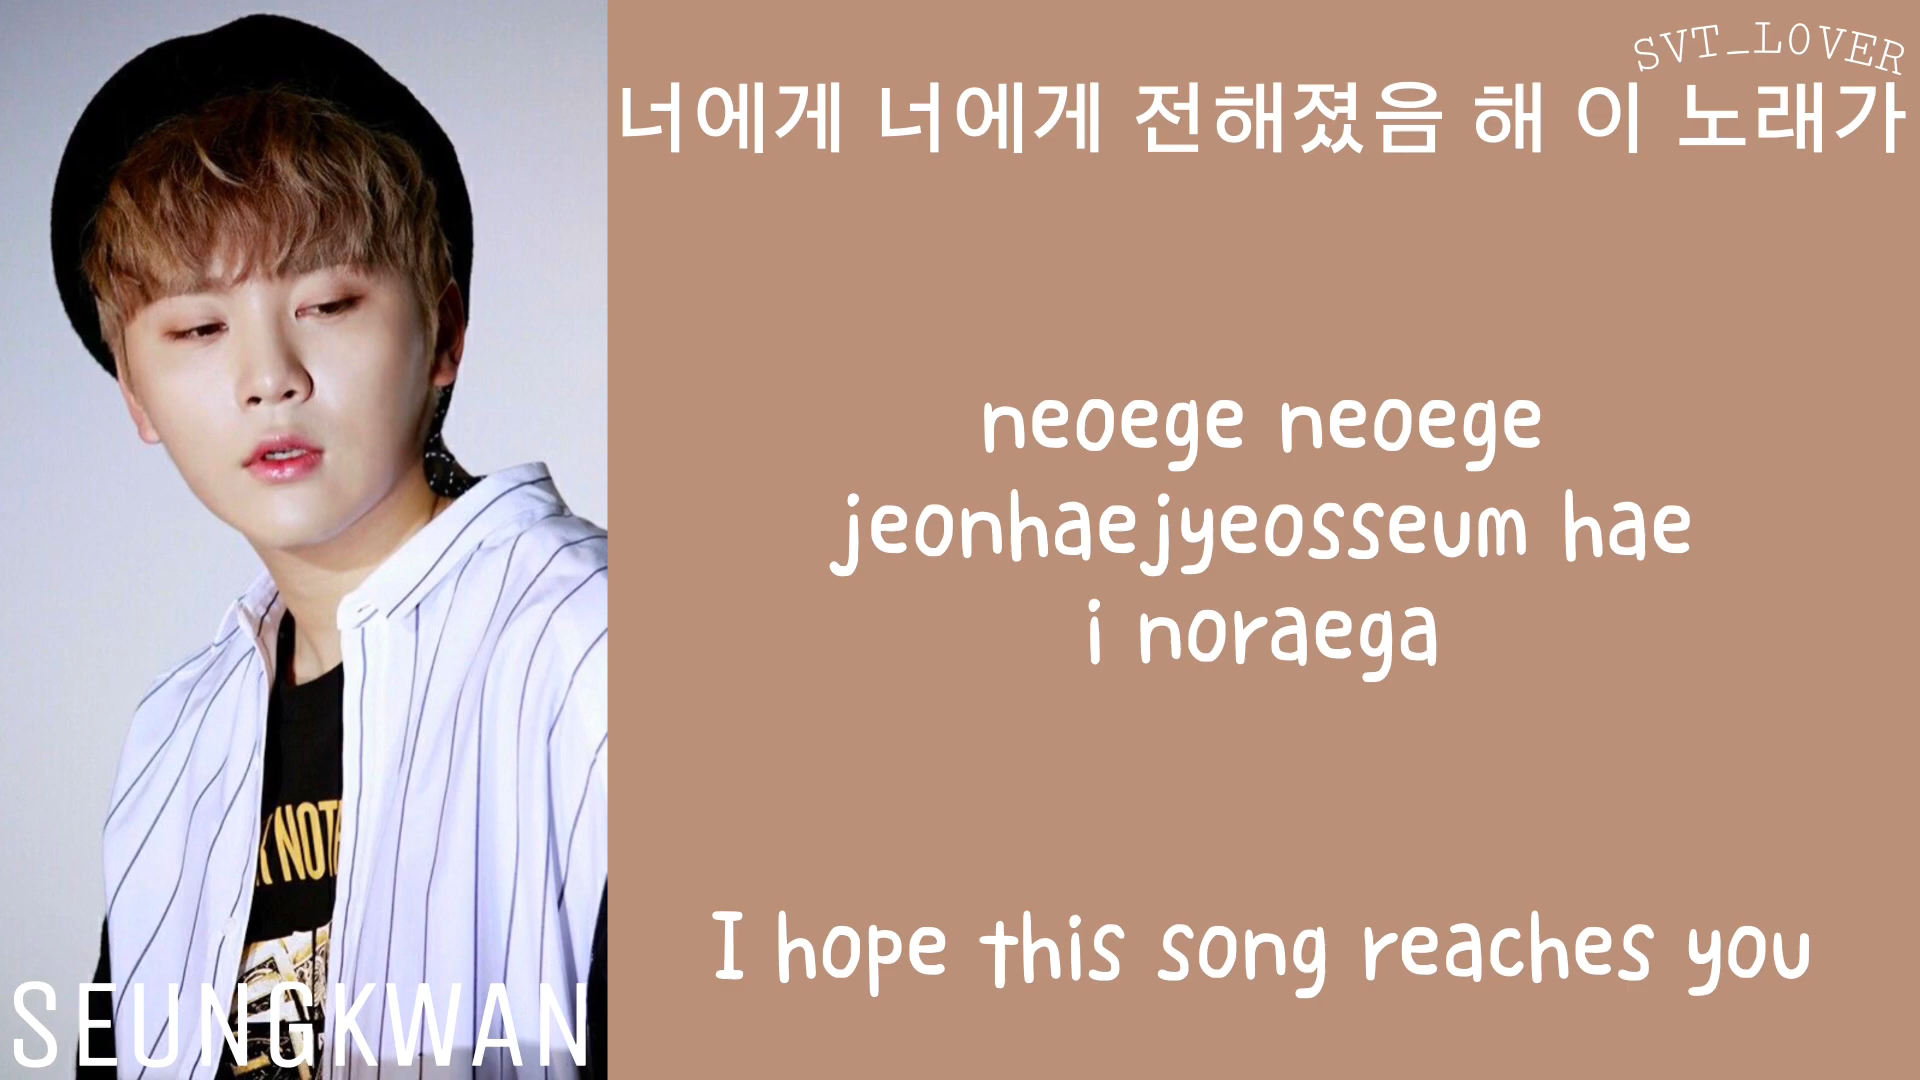 SVT_LOVER
너에게 너에게 전해졌음 해 이 노래가
neoege neoege
jeonhaejyeosseum hae
i noraega
I hope this song reaches you
NOT
SEUNGKWAN